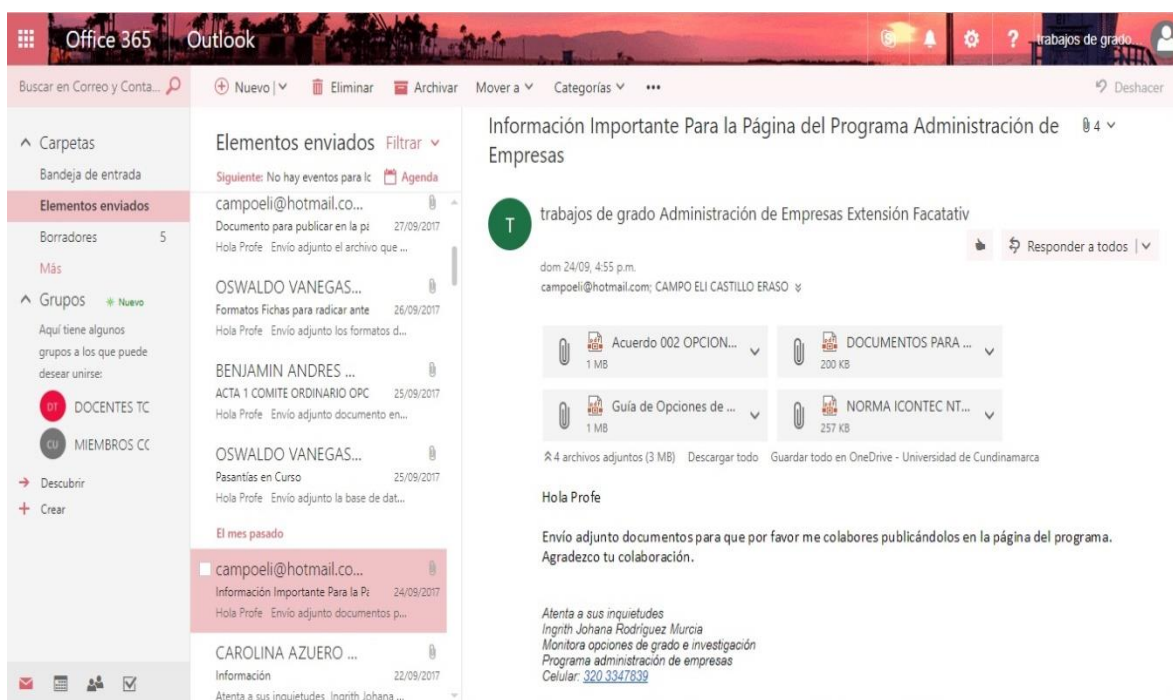 Office 365
Outlook
trabajos de grado...
Buscar en Correo y Conta...
Nuevo
Eliminar
Archivar
Mover a
Categorías
Deshacer
Carpetas
Bandeja de entrada
Elementos enviados
Borradores 5
Más
Grupos
Nuevo
Aquí tiene algunos
grupos a los que puede
desear unirse:
DT DOCENTES TC
CU MIEMBROS CC
Descubrir
Crear
Elementos enviados Filtrar
Siguiente: No hay eventos para lc Agenda
campoeli@hotmail.co...
Documento para publicar en la pá 27/09/2017
Hola Profe Envío adjunto el archivo que ...
OSWALDO VANEGAS...
Formatos Fichas para radicar ante 26/09/2017
Hola Profe Envío adjunto los formatos d...
BENJAMIN ANDRES ...
ACTA 1 COMITE ORDINARIO OPC 25/09/2017
Hola Profe Envío adjunto documento en...
OSWALDO VANEGAS...
Pasantías en Curso 25/09/2017
Hola Profe Envío adjunto la base de dat...
El mes pasado
campoeli@hotmail.co...
Información Importante Para la Pá 24/09/2017
Hola Profe Envío adjunto documentos p...
CAROLINA AZUERO ...
Información 22/09/2017
Atenta a sus inquietudes Ingrith Johana ...
Información Importante Para la Página del Programa Administración de 4
Empresas
T
trabajos de grado Administración de Empresas Extensión Facatativ
Responder a todos
dom 24/09, 4:55 p.m.
campoeli@hotmail.com; CAMPO ELI CASTILLO ERASO
Acuerdo 002 OPCION...
1 MB
DOCUMENTOS PARA ...
200 KB
Guía de Opciones de ...
1 MB
NORMA ICONTEC NT...
257 KB
4 archivos adjuntos (3 MB) Descargar todo Guardar todo en OneDrive - Universidad de Cundinamarca
Hola Profe
Envío adjunto documentos para que por favor me colabores publicándolos en la página del programa.
Agradezco tu colaboración.
Atenta a sus inquietudes
Ingrith Johana Rodríguez Murcia
Monitora opciones de grado e investigación
Programa administración de empresas
Celular: 320 3347839